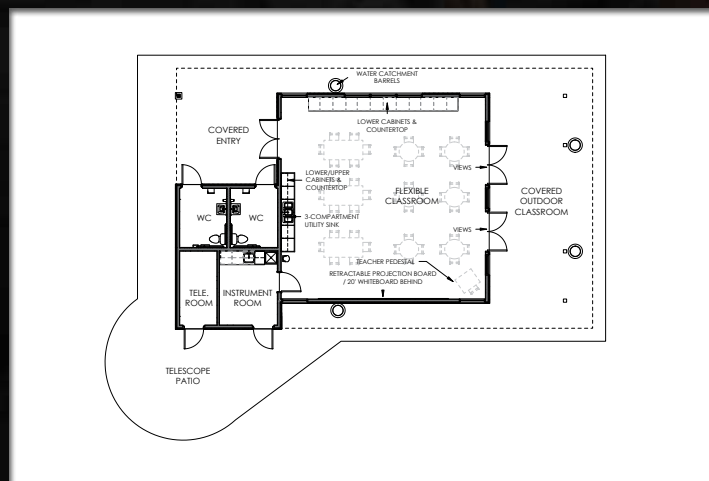 WATER CATCHMENT
BARRELS
LOWER CABINETS &
COUNTERTOP
COVERED
ENTRY
LOWER/UPPER
CABINETS &
COUNTERTOP
VIEWS
FLEXIBLE
CLASSROOM
COVERED
OUTDOOR
CLASSROOM
WC
WC
3-COMPARTMENT
UTILITY SINK
VIEWS
TEACHER PEDESTAL
RETRACTABLE PROJECTION BOARD
/ 20' WHITEBOARD BEHIND
TELE.
ROOM
INSTRUMENT
ROOM
TELESCOPE
PATIO